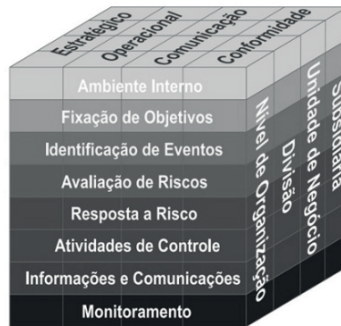 Estratégico
Operacional
Comunicação
Conformidade
Ambiente Interno
Fixação de Objetivos
Identificação de Eventos
Avaliação de Riscos
Resposta a Risco
Atividades de Controle
Informações e Comunicações
Monitoramento
Nível de Organização
Divisão
Unidade de Negócio
Subsidiária